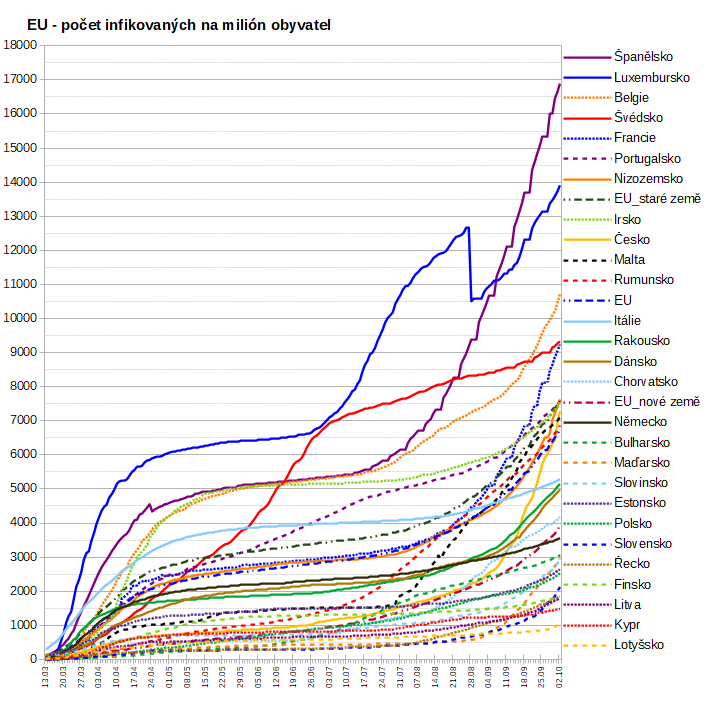 EU - počet infikovaných na milión obyvatel
18000
17000
16000
15000
14000
13000
12000
11000
10000
9000
8000
7000
6000
5000
4000
3000
2000
1000
0
Španělsko
Luxembursko
Belgie
Švédsko
Francie
Portugalsko
Nizozemsko
EU_staré země
Irsko
Česko
Malta
Rumunsko
EU
Itálie
Rakousko
Dánsko
Chorvatsko
EU_nové země
Německo
Bulharsko
Maďarsko
Slovinsko
Estonsko
Polsko
Slovensko
Řecko
Finsko
Litva
Kypr
Lotyšsko
13.03
20.03
27.03
03.04
10.04
17.04
24.04
01.05
08.05
15.05
22.05
29.05
05.06
12.06
19.06
26.06
03.07
10.07
17.07
24.07
31.07
07.08
14.08
21.08
28.08
04.09
11.09
18.09
25.09
02.10